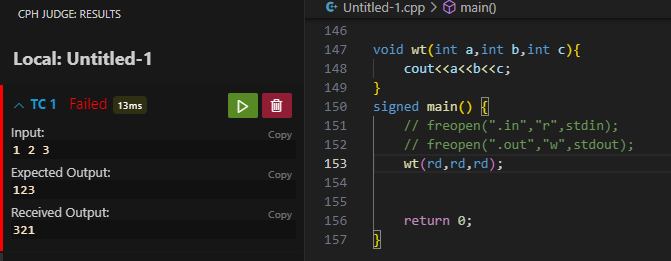 CPH JUDGE: RESULTS
Local: Untitled-1
TC 1 Failed 13ms
Input: Copy
1 2 3
Expected Output: Copy
123
Received Output: Copy
321
Untitled-1.cpp > main()
146
147 void wt(int a,int b,int c){
148     cout<<a<<b<<c;
149 }
150 signed main() {
151     // freopen(".in","r",stdin);
152     // freopen(".out","w",stdout);
153     wt(rd,rd,rd);
154
155
156     return 0;
157 }